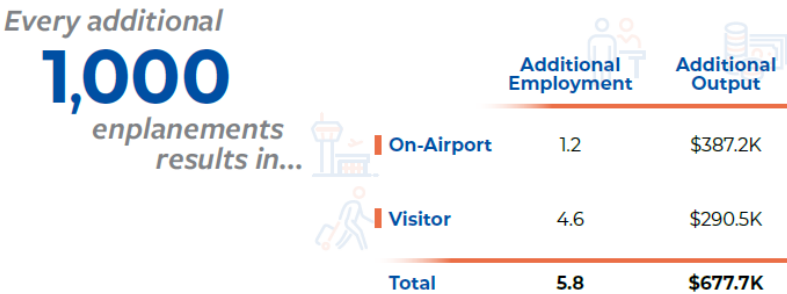 Every additional
1,000
enplanements
results in...
Additional Employment Additional Output
On-Airport 1.2 $387.2K
Visitor 4.6 $290.5K
Total 5.8 $677.7K